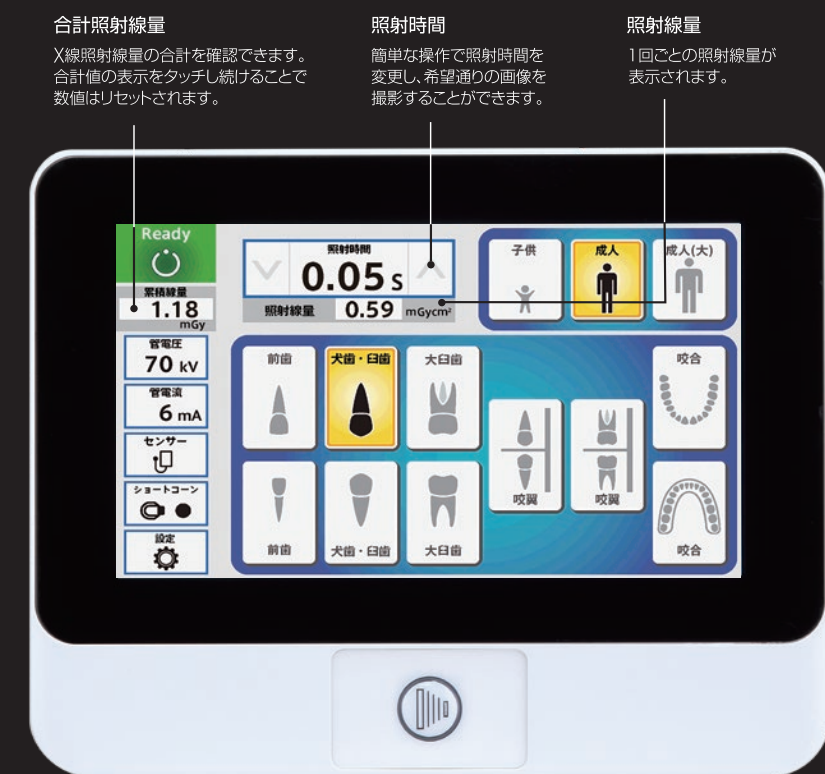 合計照射線量
X線照射線量の合計を確認できます。
合計値の表示をタッチし続けることで
数値はリセットされます。
照射時間
簡単な操作で照射時間を
変更し、希望通りの画像を
撮影することができます。
照射線量
1回ごとの照射線量が
表示されます。
Ready
累積線量
1.18
mGy
管電圧
70 kV
管電流
6 mA
センサー
ショートコーン
設定
照射時間
0.05 s
照射線量 0.59 mGycm²
子供
成人
成人(大)
前歯
犬歯・臼歯
大臼歯
咬合
咬翼
咬翼
前歯
犬歯・臼歯
大臼歯
咬合